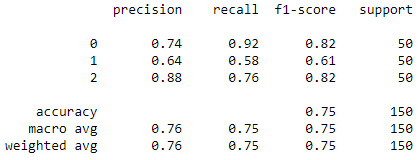 precision recall f1-score support
0 0.74 0.92 0.82 50
1 0.64 0.58 0.61 50
2 0.88 0.76 0.82 50
accuracy 0.75 150
macro avg 0.76 0.75 0.75 150
weighted avg 0.76 0.75 0.75 150